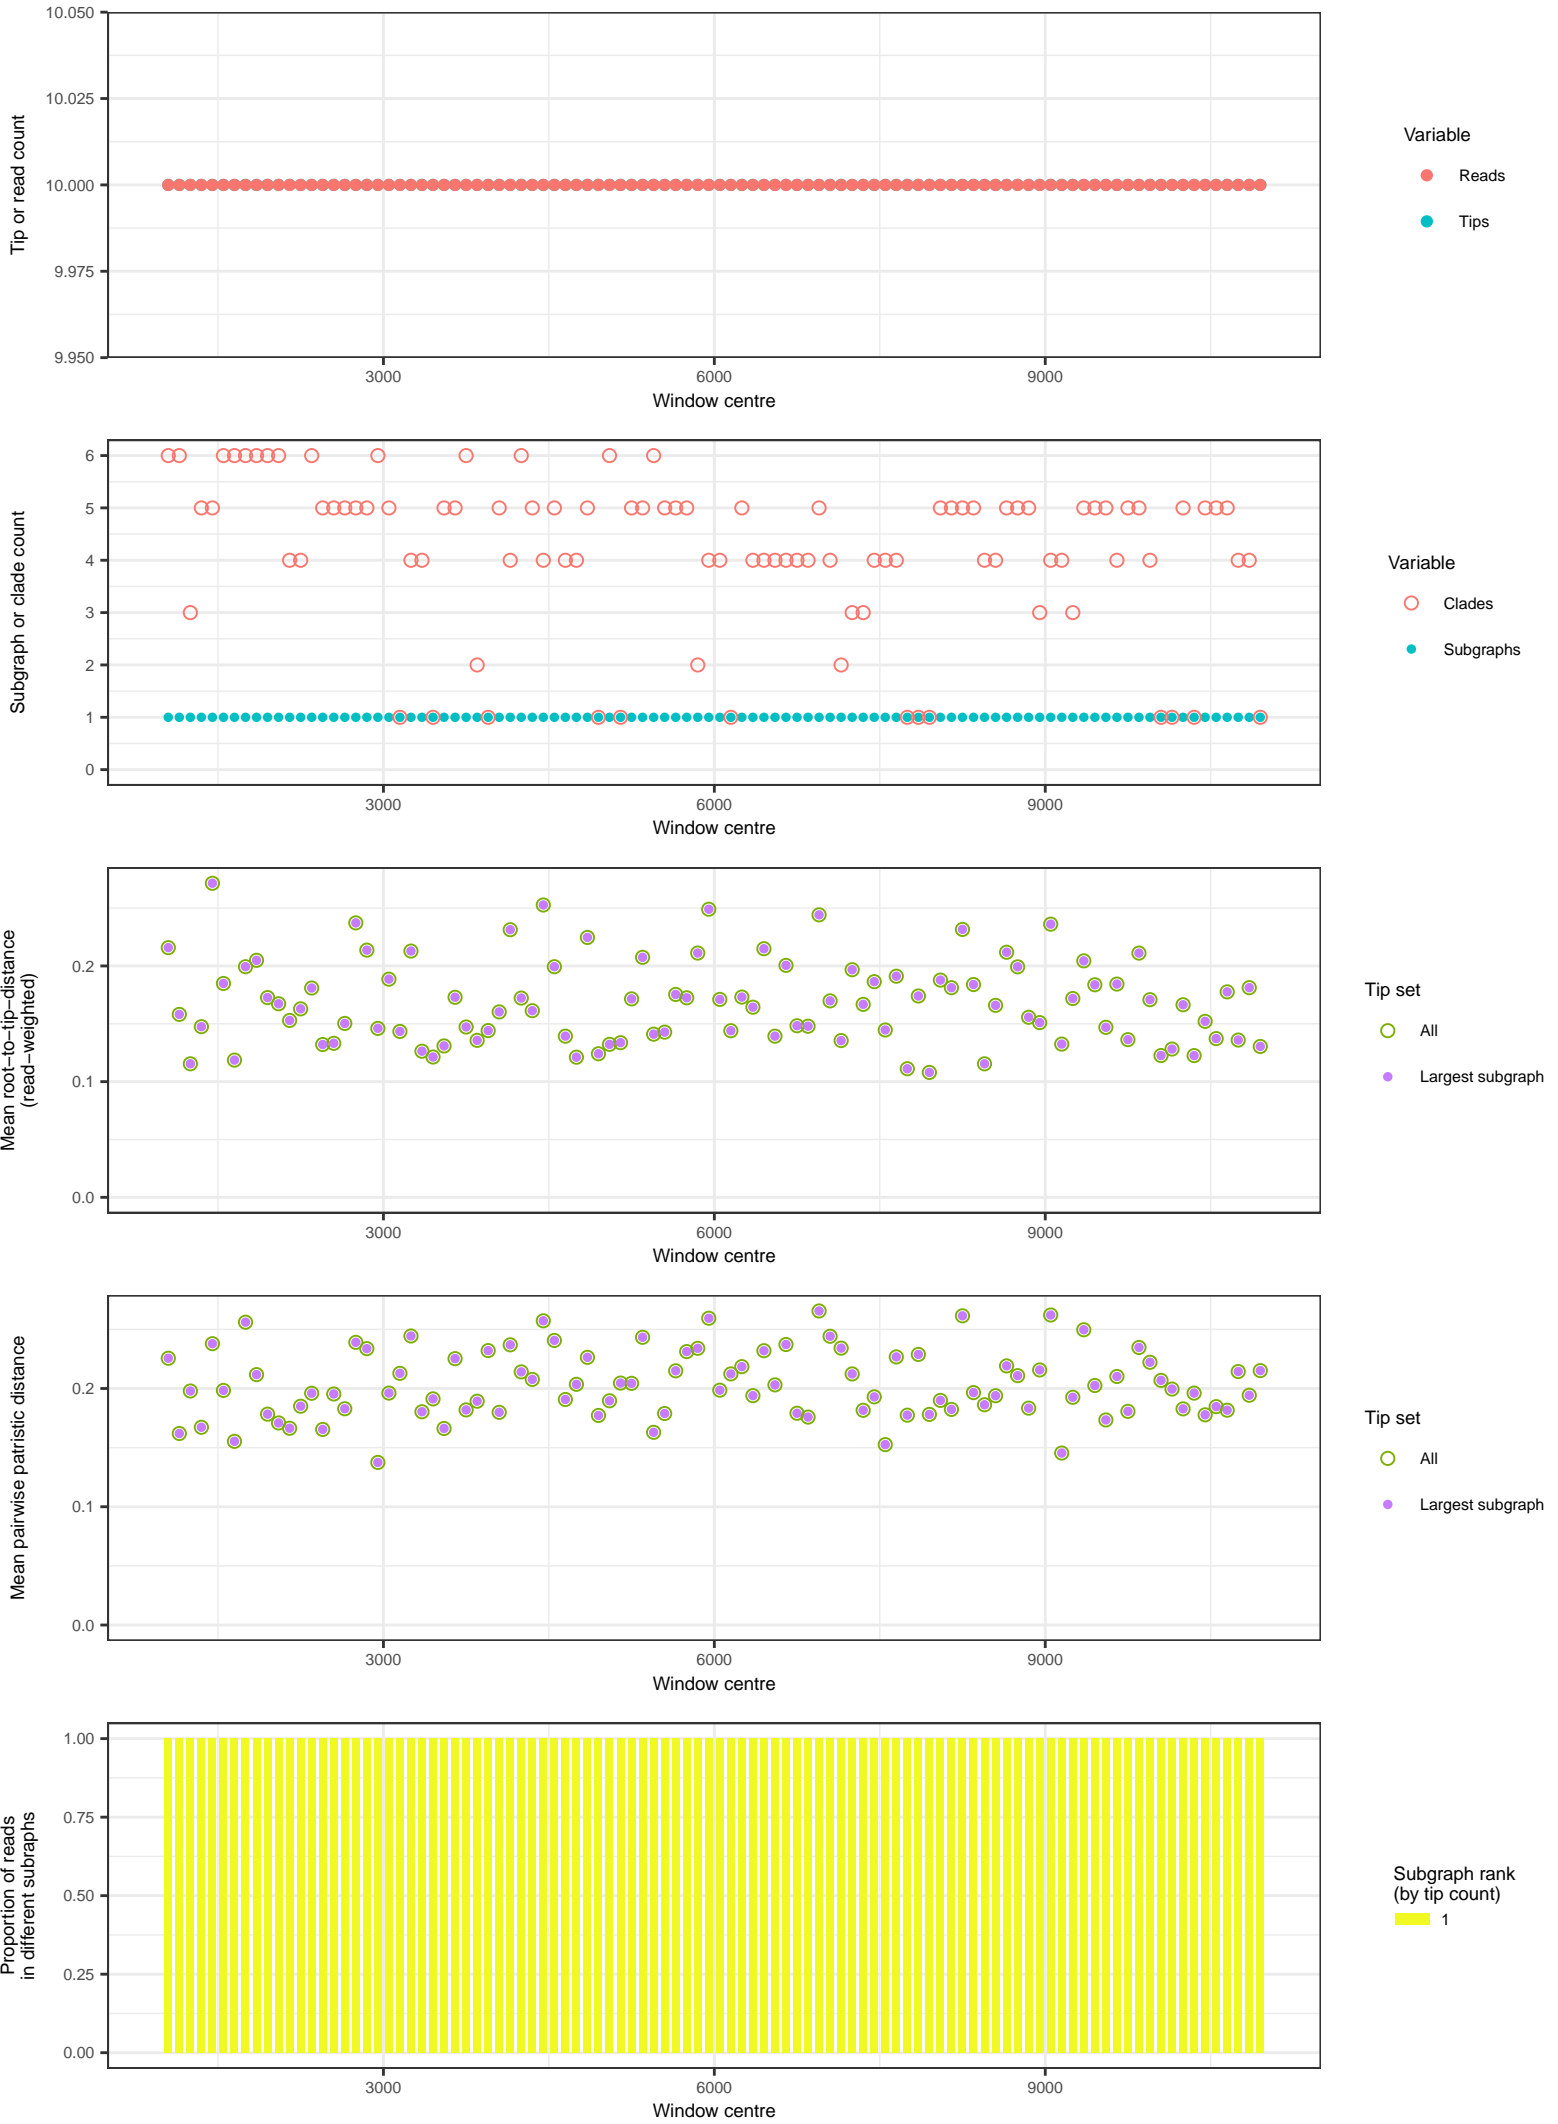 10.050
10.025
10.000
9.975
9.950
Tip or read count
3000
6000
9000
Window centre
Variable
Reads
Tips
6
5
4
3
2
1
0
Subgraph or clade count
3000
6000
9000
Window centre
Variable
Clades
Subgraphs
0.2
0.1
0.0
Mean root−to−tip−distance
(read−weighted)
3000
6000
9000
Window centre
Tip set
All
Largest subgraph
0.2
0.1
0.0
Mean pairwise patristic distance
3000
6000
9000
Window centre
Tip set
All
Largest subgraph
1.00
0.75
0.50
0.25
0.00
Proportion of reads
in different subraphs
3000
6000
9000
Window centre
Subgraph rank
(by tip count)
1